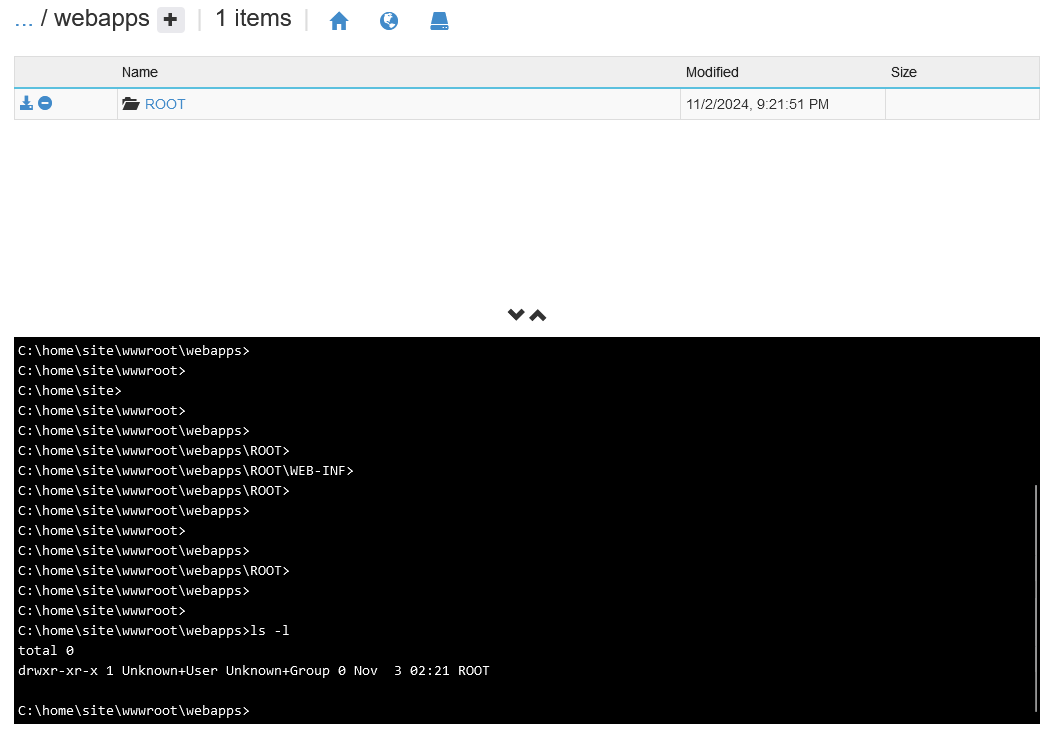 ... / webapps | 1 items |
Name Modified Size
ROOT 11/2/2024, 9:21:51 PM
C:\home\site\wwwroot\webapps>
C:\home\site\wwwroot>
C:\home\site>
C:\home\site\wwwroot>
C:\home\site\wwwroot\webapps>
C:\home\site\wwwroot\webapps\ROOT>
C:\home\site\wwwroot\webapps\ROOT\WEB-INF>
C:\home\site\wwwroot\webapps\ROOT>
C:\home\site\wwwroot\webapps>
C:\home\site\wwwroot>
C:\home\site\wwwroot\webapps>
C:\home\site\wwwroot\webapps\ROOT>
C:\home\site\wwwroot\webapps>
C:\home\site\wwwroot>
C:\home\site\wwwroot\webapps>ls -l
total 0
drwxr-xr-x 1 Unknown+User Unknown+Group 0 Nov  3 02:21 ROOT
C:\home\site\wwwroot\webapps>